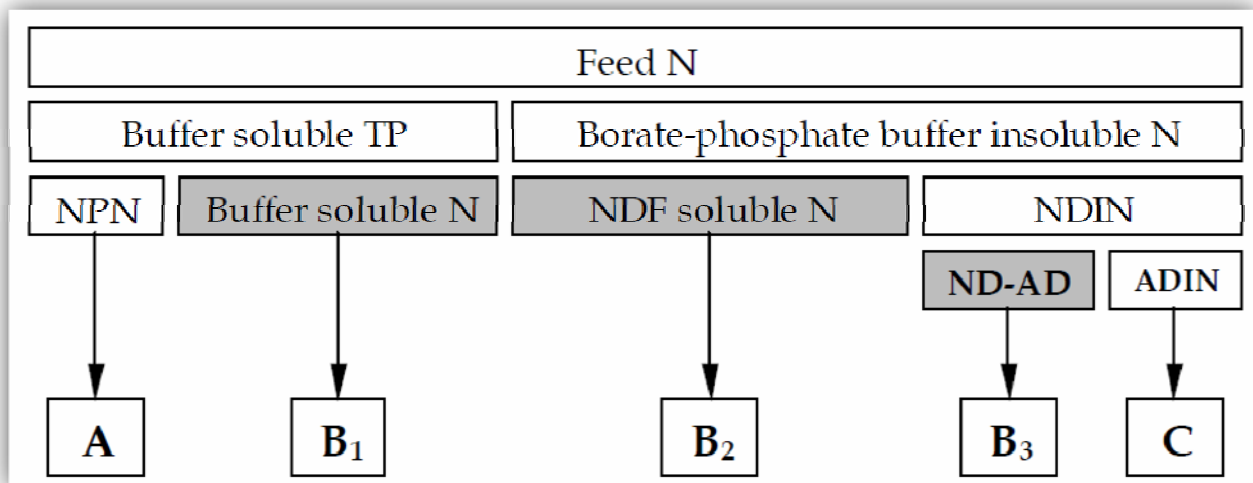 Feed N
Buffer soluble TP Borate-phosphate buffer insoluble N
NPN Buffer soluble N NDF soluble N NDIN
ND-AD ADIN
A B₁ B₂ B₃ C